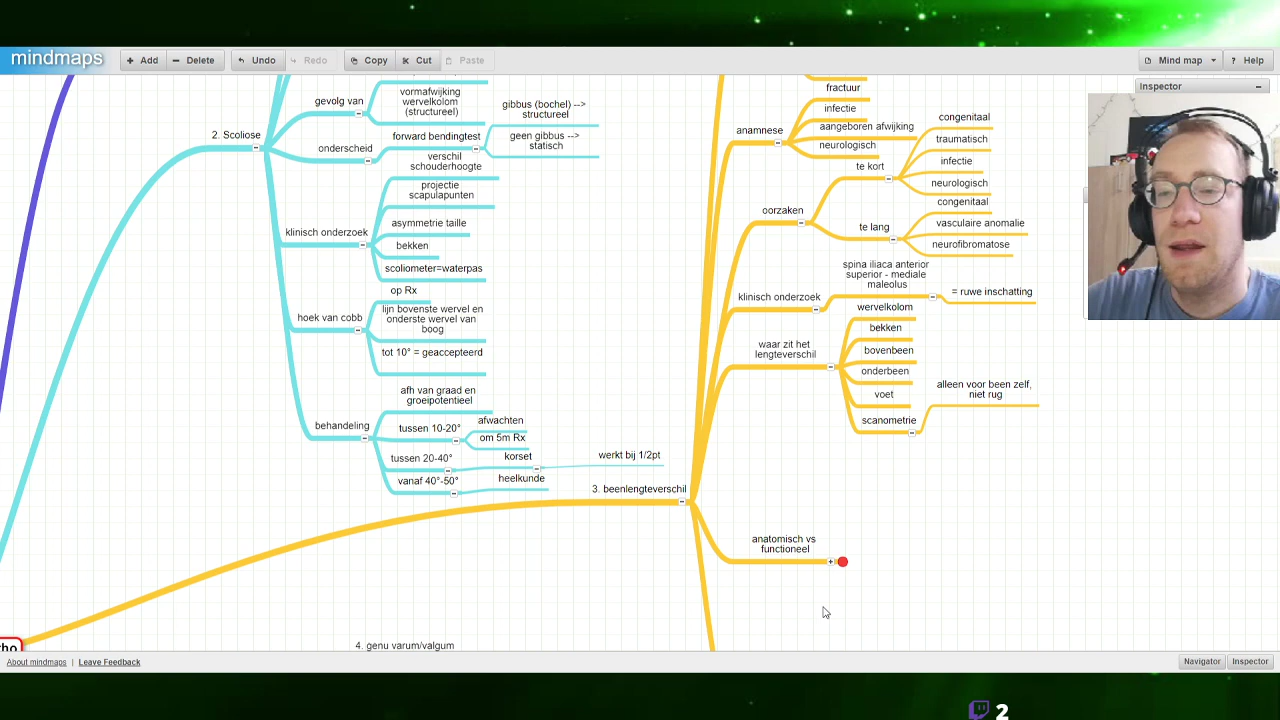 mindmaps
Add
Delete
Undo
Redo
Copy
Cut
Paste
Mind map
Help
Inspector
2. Scoliose
gevolg van
vormafwijking
wervelkolom
(structureel)
onderscheid
forward bendingtest
gibbus (bochel) -->
structureel
geen gibbus -->
statisch
klinisch onderzoek
verschil
schouderhoogte
projectie
scapulapunten
asymmetrie taille
bekken
scoliometer=waterpas
hoek van cobb
op Rx
lijn bovenste wervel en
onderste wervel van
boog
tot 10° = geaccepteerd
behandeling
afh van graad en
groeipotentieel
tussen 10-20°
afwachten
om 5m Rx
tussen 20-40°
korset
werkt bij 1/2pt
vanaf 40°-50°
heelkunde
3. beenlengteverschil
anamnese
fractuur
infectie
aangeboren afwijking
neurologisch
oorzaken
te kort
congenitaal
traumatisch
infectie
neurologisch
te lang
congenitaal
vasculaire anomalie
neurofibromatose
klinisch onderzoek
spina iliaca anterior
superior - mediale
maleolus
= ruwe inschatting
waar zit het
lengteverschil
wervelkolom
bekken
bovenbeen
onderbeen
voet
scanometrie
alleen voor been zelf,
niet rug
anatomisch vs
functioneel
4. genu varum/valgum
About mindmaps | Leave Feedback
Navigator
Inspector
2